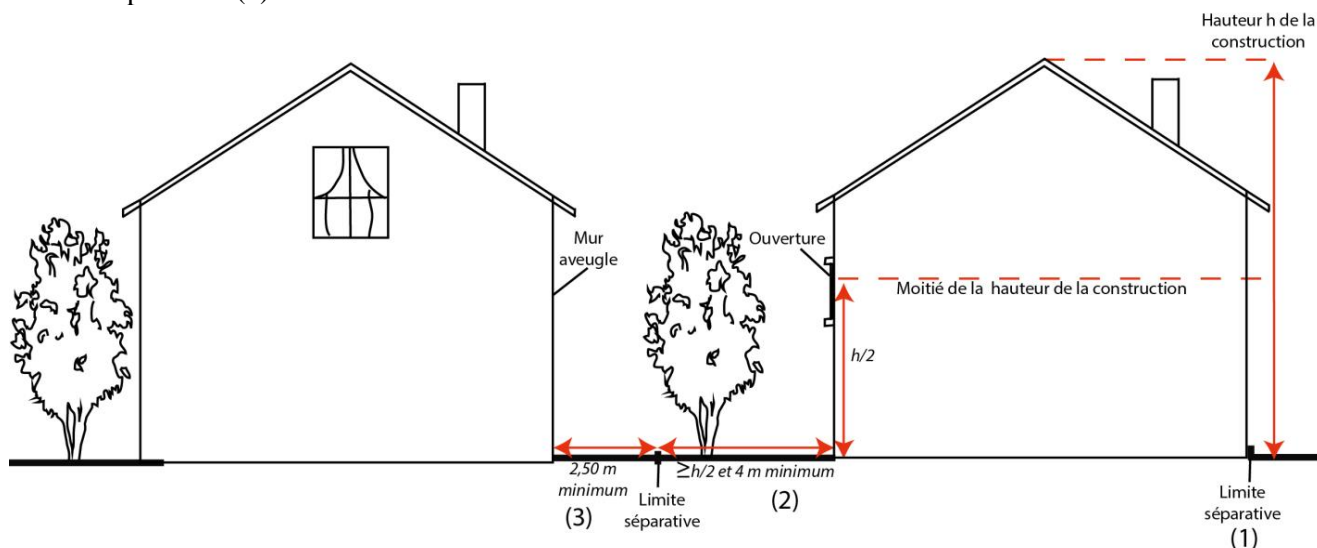 Hauteur h de la
construction
Mur
aveugle
Ouverture
Moitié de la hauteur de la construction
h/2
2,50 m
minimum
(3)
Limite
séparative
≥h/2 et 4 m minimum
(2)
Limite
séparative
(1)